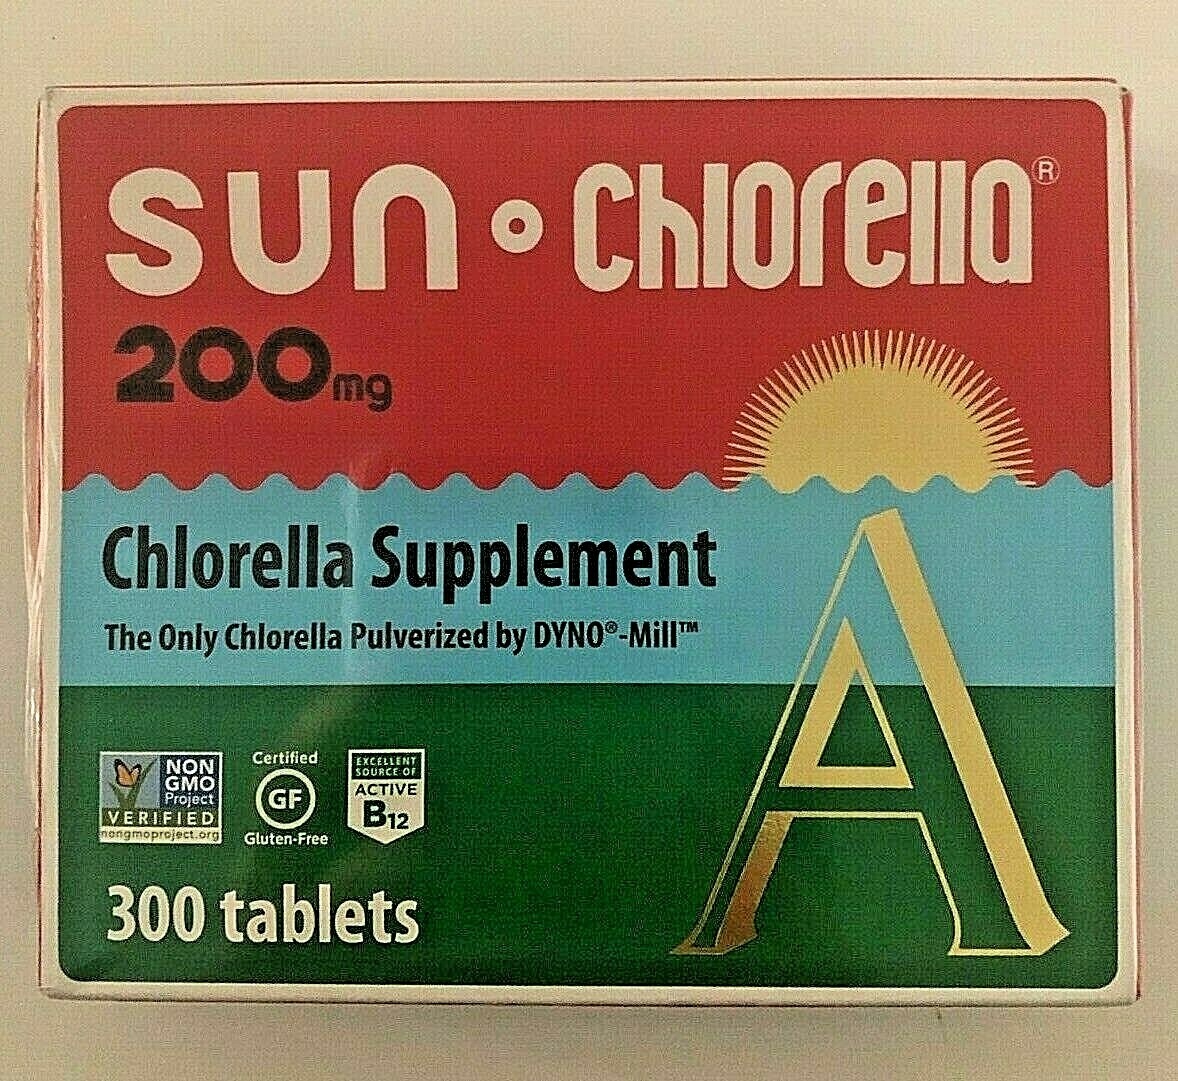 sun Chlorella®
200mg
Chlorella Supplement
The Only Chlorella Pulverized by DYNO®-Mill™
NON
GMO
Project
VERIFIED
nongmoproject.org
Certified
GF
Gluten-Free
EXCELLENT
SOURCE OF
ACTIVE
B12
300 tablets
A